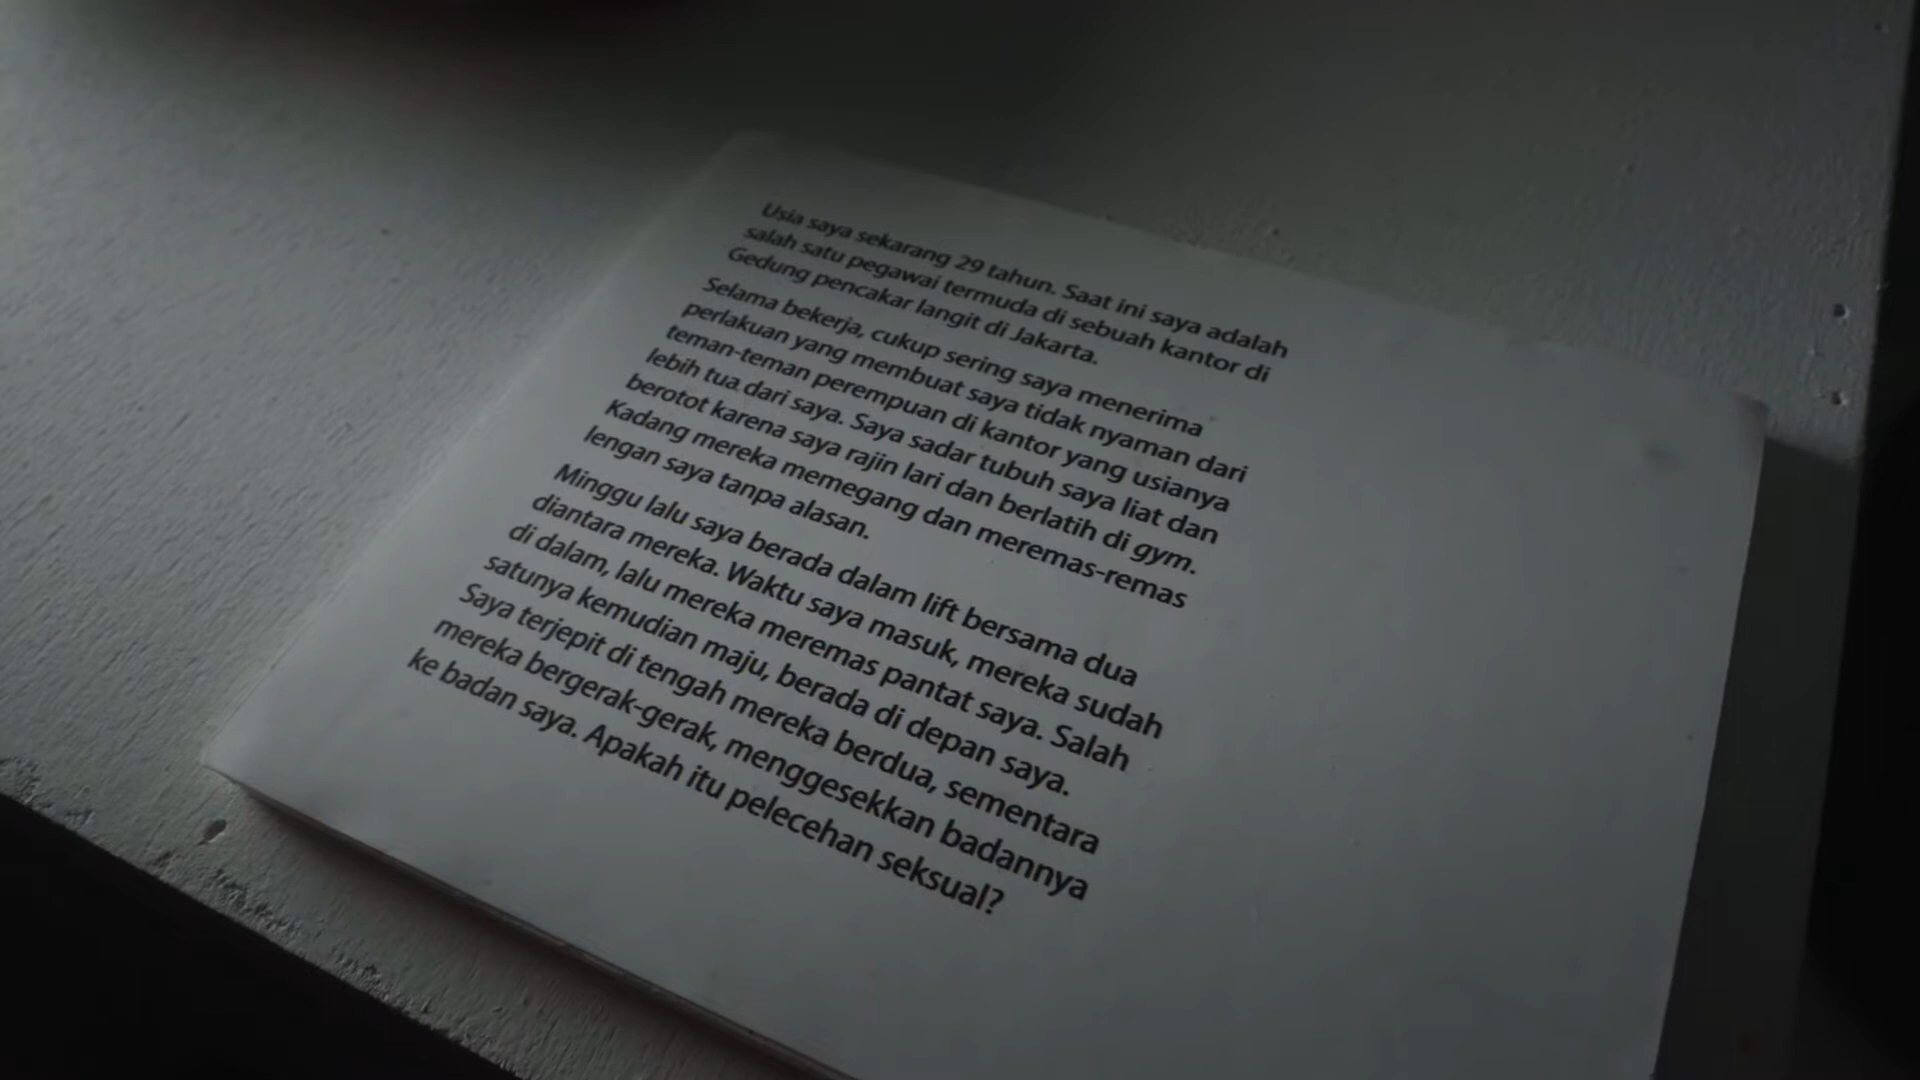 Usia saya sekarang 29 tahun. Saat ini saya adalah
salah satu pegawai termuda di sebuah kantor di
Gedung pencakar langit di Jakarta.
Selama bekerja, cukup sering saya menerima
perlakuan yang membuat saya tidak nyaman dari
teman-teman perempuan di kantor yang usianya
lebih tua dari saya. Saya sadar tubuh saya liat dan
berotot karena saya rajin lari dan berlatih di gym.
Kadang mereka memegang dan meremas-remas
lengan saya tanpa alasan.
Minggu lalu saya berada dalam lift bersama dua
diantara mereka. Waktu saya masuk, mereka sudah
di dalam, lalu mereka meremas pantat saya. Salah
satunya kemudian maju, berada di depan saya.
Saya terjepit di tengah mereka berdua, sementara
mereka bergerak-gerak, menggesekkan badannya
ke badan saya. Apakah itu pelecehan seksual?